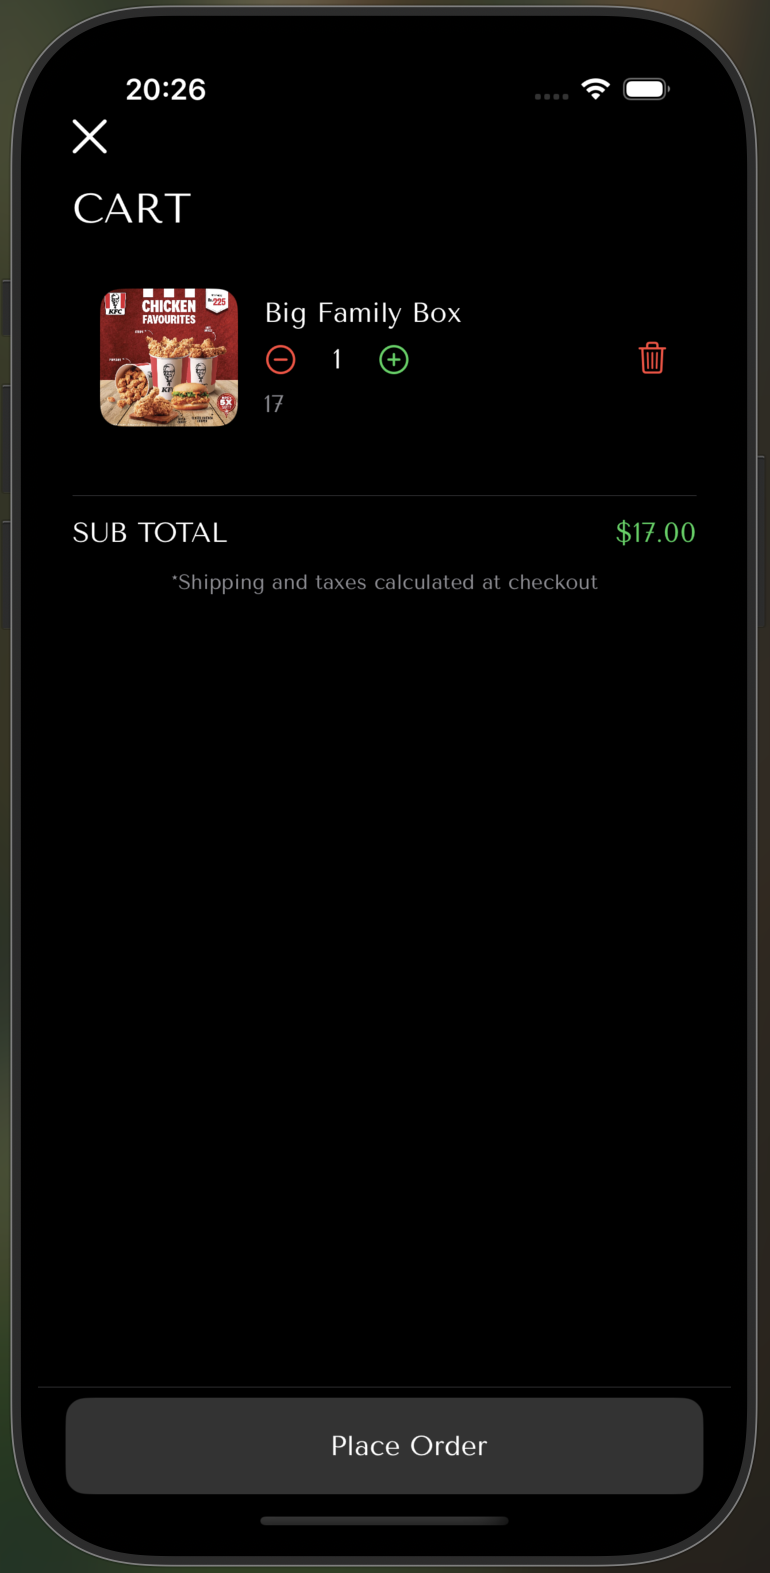 20:26
CART
KFC
CHICKEN
FAVOURITES
225
Big Family Box
1
17
SUB TOTAL
$17.00
*Shipping and taxes calculated at checkout
Place Order